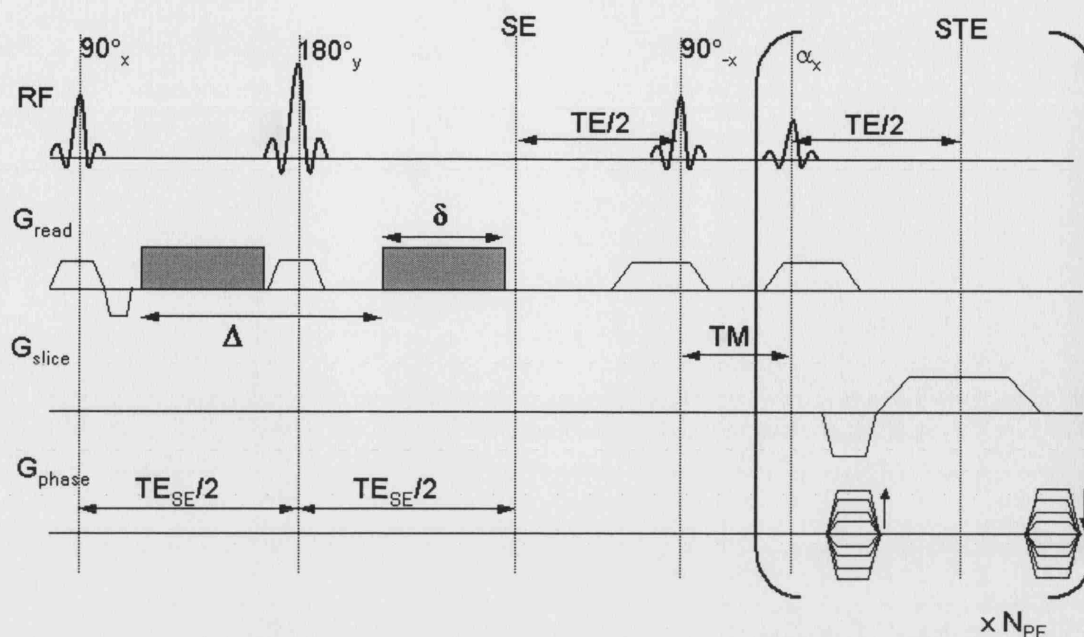 SE
STE
90°x
180°y
90°-x
αx
RF
TE/2
TE/2
Gread
δ
Δ
TM
Gslice
Gphase
TESE/2
TESE/2
x NPE